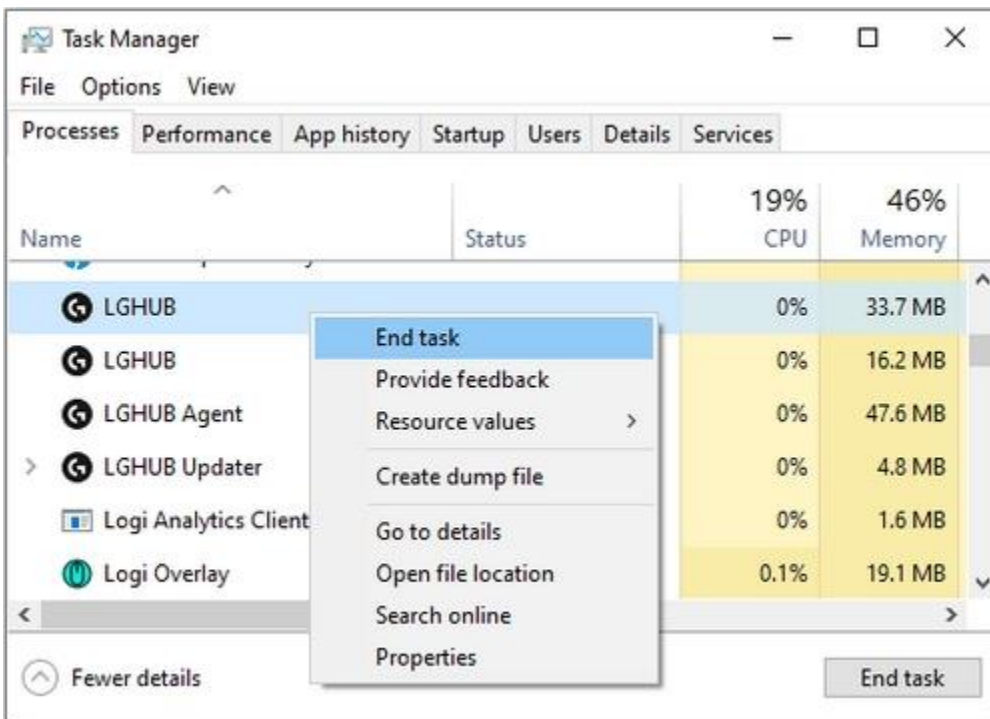 Task Manager
File Options View
Processes Performance App history Startup Users Details Services
19% 46%
Name Status CPU Memory
LGHUB 0% 33.7 MB
End task
LGHUB 0% 16.2 MB
Provide feedback
LGHUB Agent 0% 47.6 MB
Resource values
LGHUB Updater 0% 4.8 MB
Create dump file
Logi Analytics Client 0% 1.6 MB
Go to details
Logi Overlay 0.1% 19.1 MB
Open file location
Search online
Properties
Fewer details End task